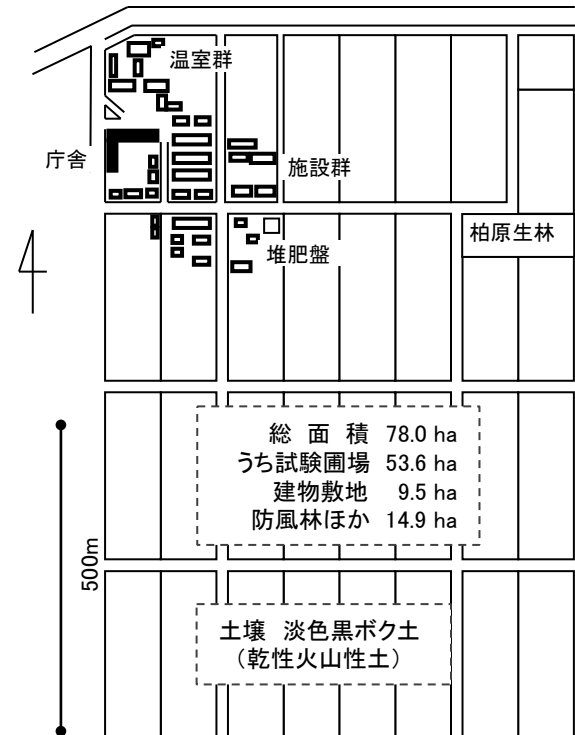 温室群
庁舎
施設群
柏原生林
堆肥盤
総 面 積 78.0 ha
うち試験圃場 53.6 ha
建物敷地 9.5 ha
防風林ほか 14.9 ha
500m
土壌 淡色黒ボク土
（乾性火山性土）